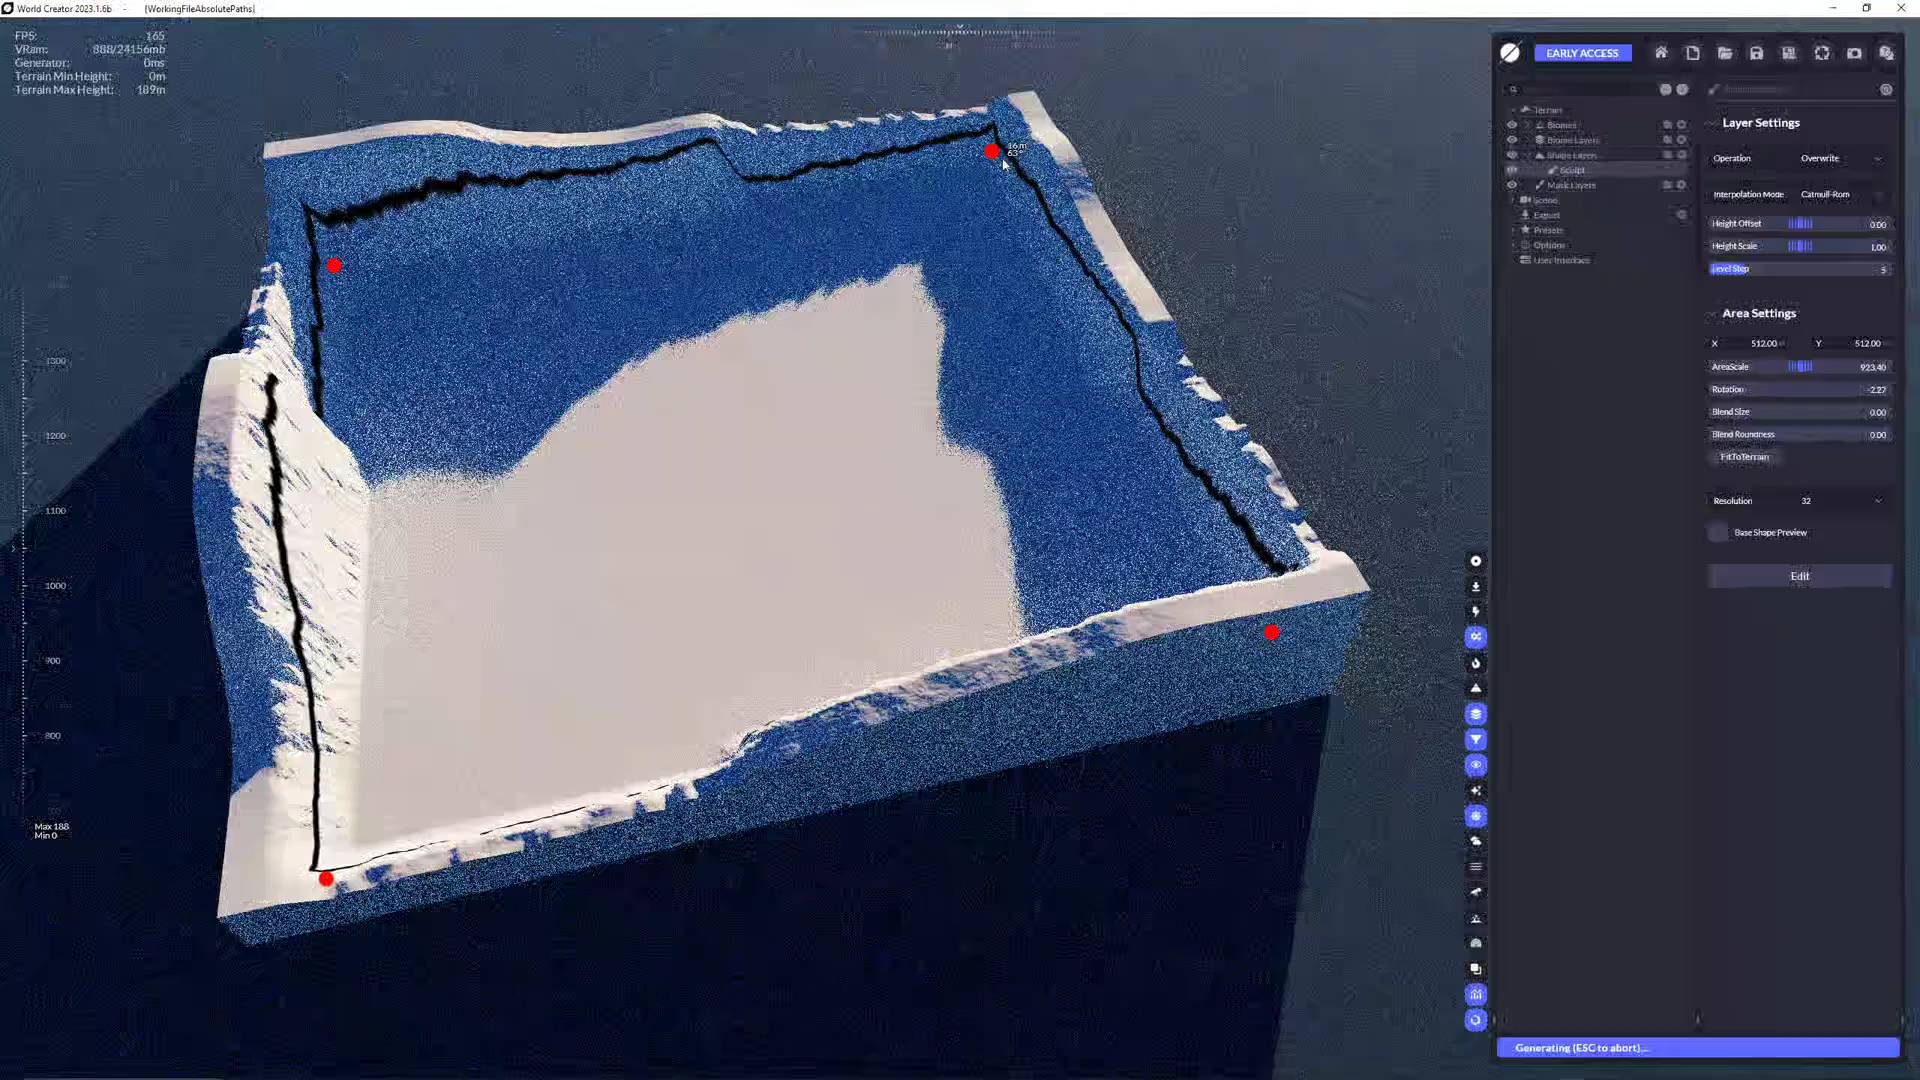 World Creator 2023.1.6b - [WorkingFileAbsolutePaths]
FPS: 165
VRam: 888/24156mb
Generator: 0ms
Terrain Min Height: 0m
Terrain Max Height: 189m
16 m
63°
1300
1200
1100
1000
900
800
Max 188
Min 0
EARLY ACCESS
Terrain
Biomes
Biome Layers
Shape Layers
Sculpt
Mask Layers
Scene
Export
Presets
Options
User Interface
Layer Settings
Operation Overwrite
Interpolation Mode Catmull-Rom
Height Offset 0.00
Height Scale 1.00
Level Step 5
Area Settings
X 512.00 Y 512.00
AreaScale 923.40
Rotation -2.27
Blend Size 0.00
Blend Roundness 0.00
FitToTerrain
Resolution 32
Base Shape Preview
Edit
Generating (ESC to abort)...